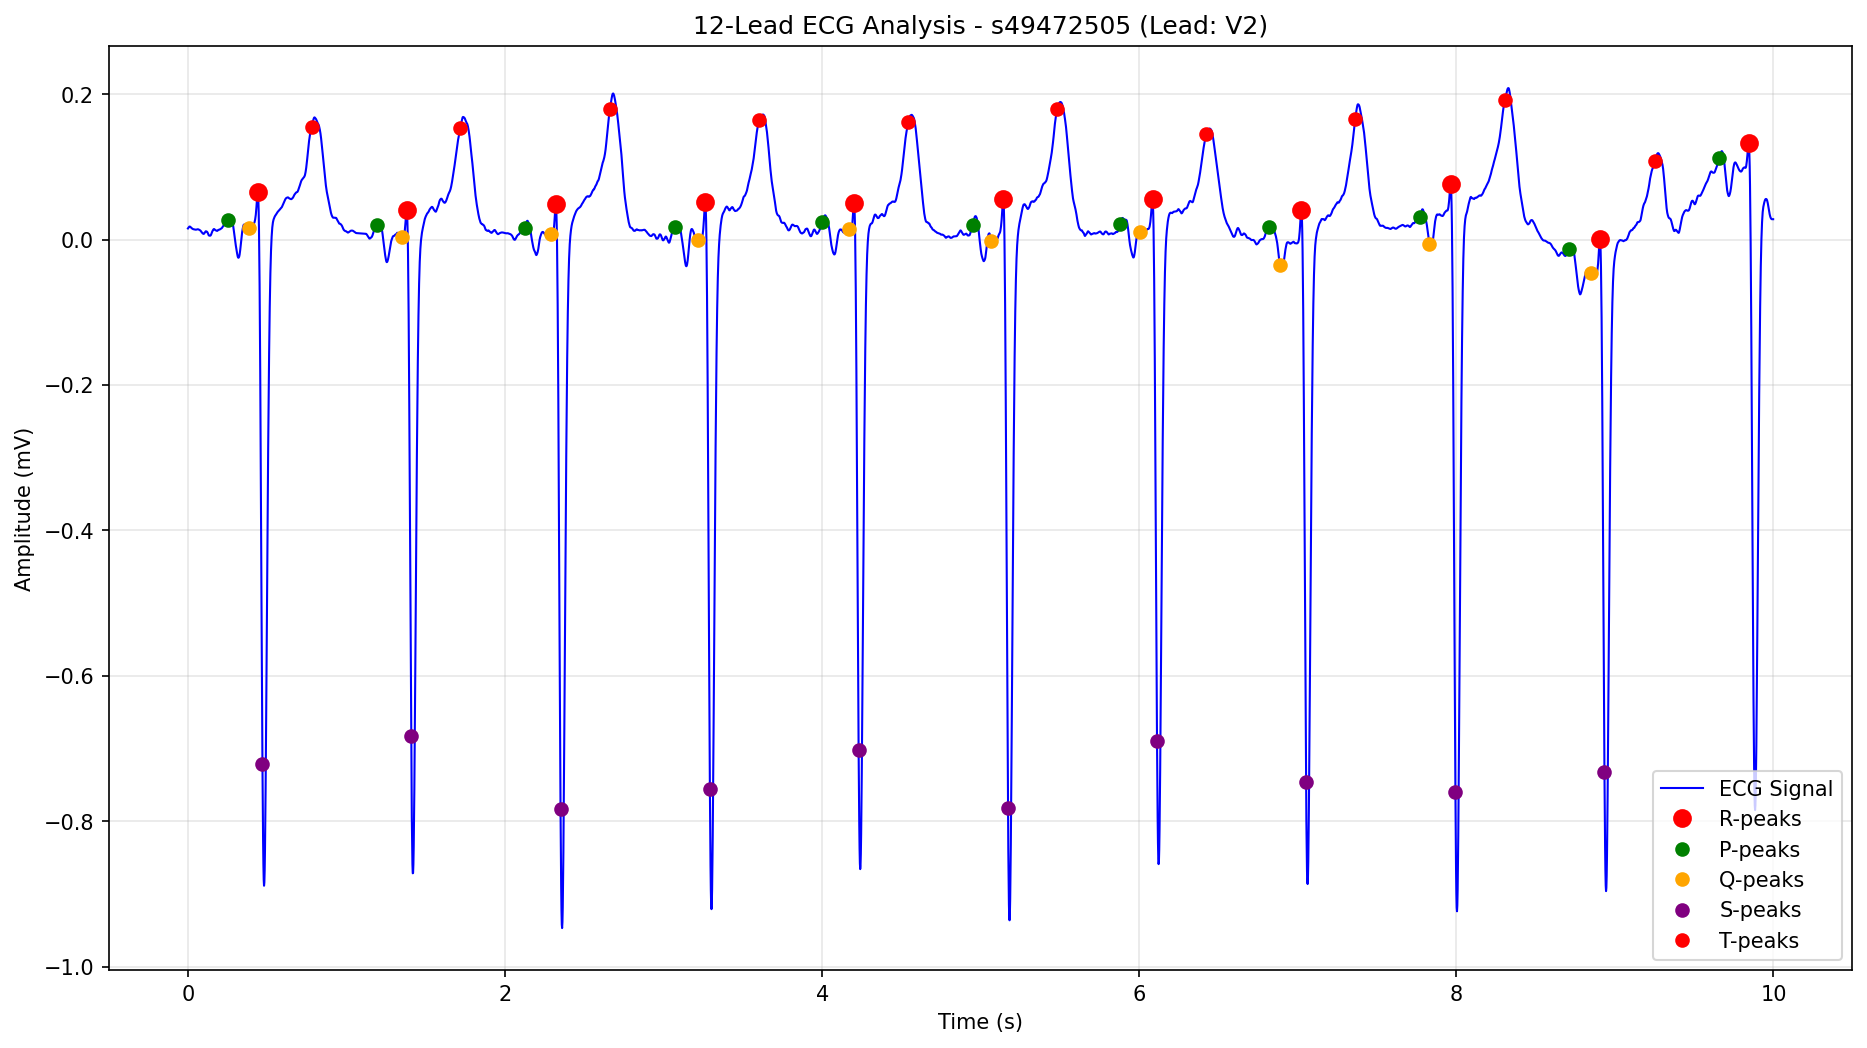 12-Lead ECG Analysis - s49472505 (Lead: V2)
Amplitude (mV)
0.2
0.0
−0.2
−0.4
−0.6
−0.8
−1.0
0 2 4 6 8 10
Time (s)
ECG Signal
R-peaks
P-peaks
Q-peaks
S-peaks
T-peaks